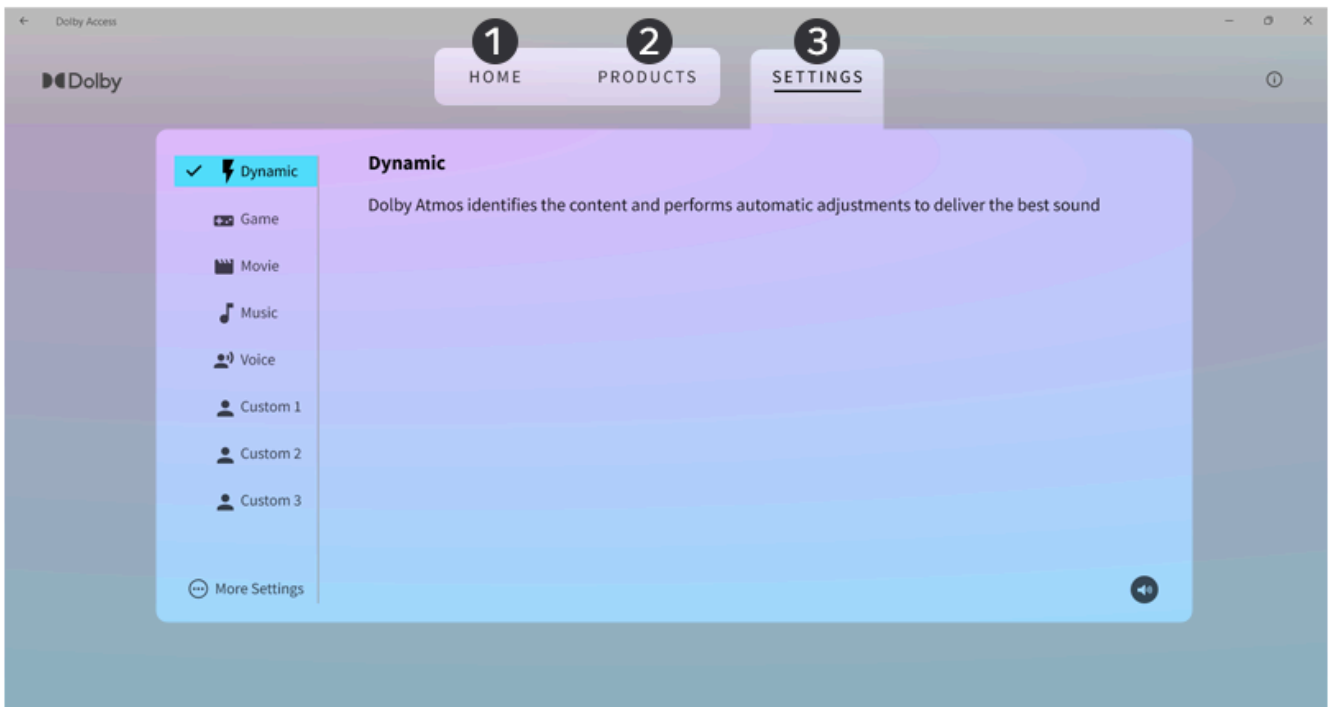 Dolby Access
1
2
3
Dolby
HOME
PRODUCTS
SETTINGS
Dynamic
Game
Movie
Music
Voice
Custom 1
Custom 2
Custom 3
More Settings
Dynamic
Dolby Atmos identifies the content and performs automatic adjustments to deliver the best sound